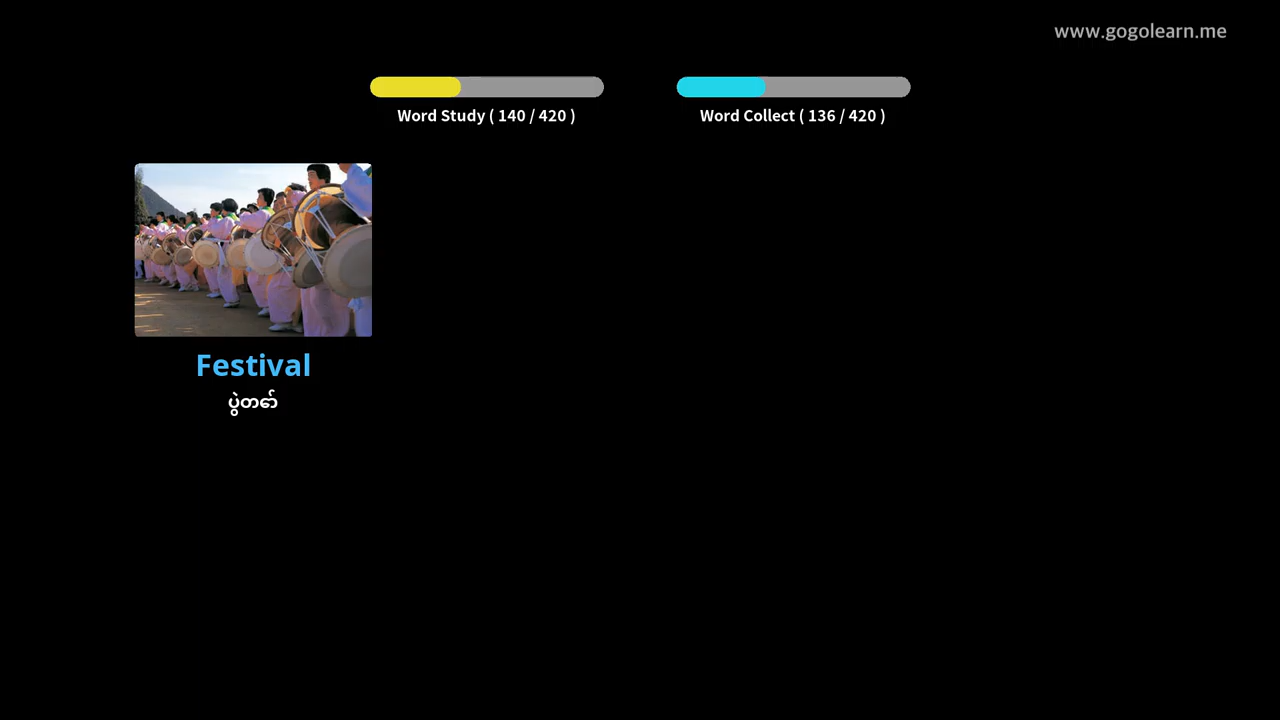 www.gogolearn.me
Word Study ( 140 / 420 )
Word Collect ( 136 / 420 )
Festival
ပွဲတော်